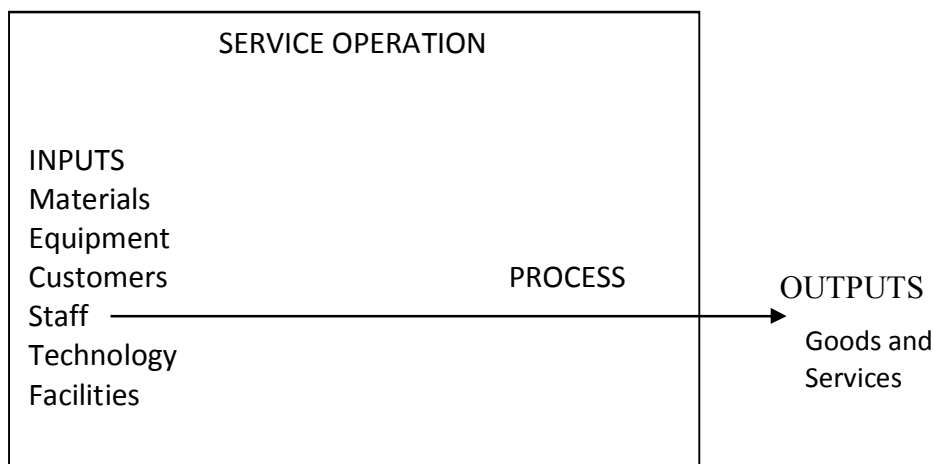 SERVICE OPERATION
INPUTS
Materials
Equipment
Customers
PROCESS
Staff
Technology
Facilities
OUTPUTS
Goods and
Services